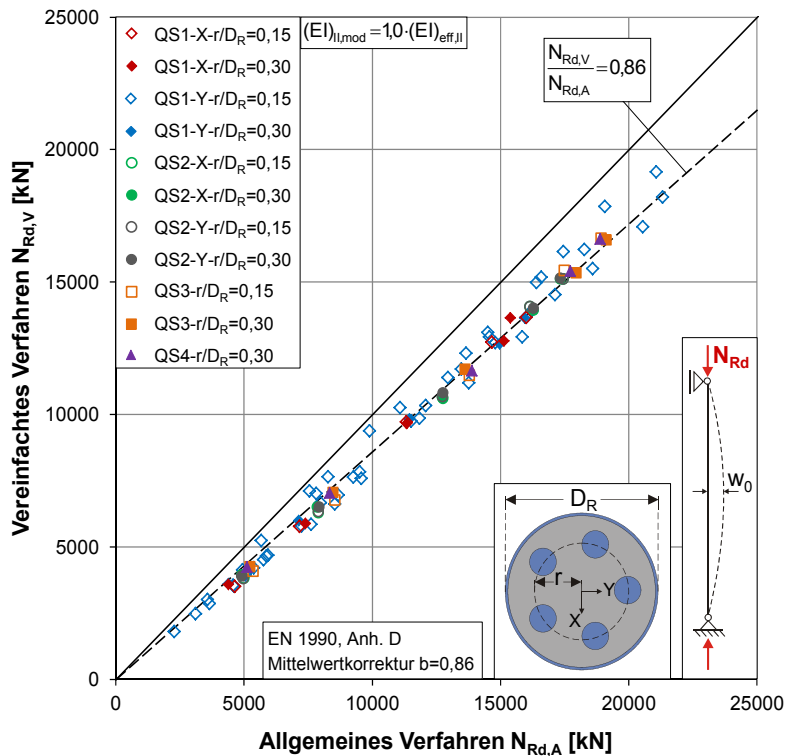 25000
20000
15000
10000
5000
0
Vereinfachtes Verfahren N_Rd,V [kN]
QS1-X-r/D_R=0,15
QS1-X-r/D_R=0,30
QS1-Y-r/D_R=0,15
QS1-Y-r/D_R=0,30
QS2-X-r/D_R=0,15
QS2-X-r/D_R=0,30
QS2-Y-r/D_R=0,15
QS2-Y-r/D_R=0,30
QS3-r/D_R=0,15
QS3-r/D_R=0,30
QS4-r/D_R=0,30
(EI)_II,mod=1,0·(EI)_eff,II
N_Rd,V/N_Rd,A=0,86
N_Rd
w_0
D_R
r
Y
X
EN 1990, Anh. D
Mittelwertkorrektur b=0,86
0 5000 10000 15000 20000 25000
Allgemeines Verfahren N_Rd,A [kN]